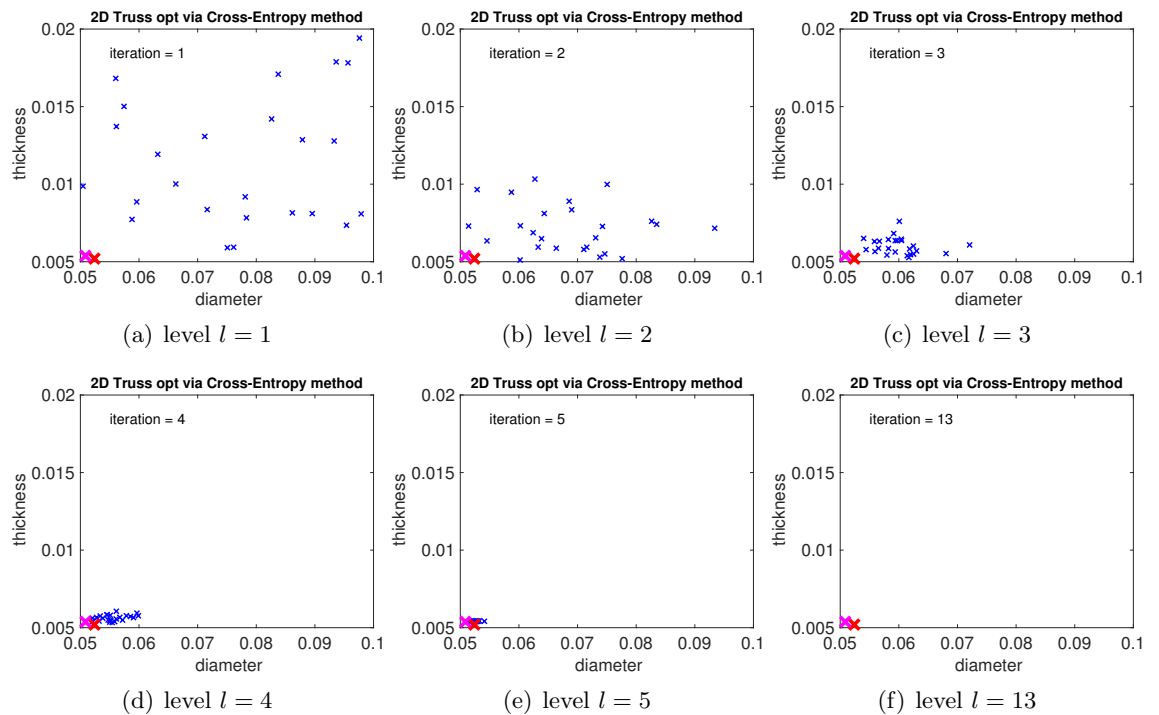 2D Truss opt via Cross-Entropy method
0.02
iteration = 1
0.015
thickness
0.01
0.005
0.05 0.06 0.07 0.08 0.09 0.1
diameter
(a) level l = 1
2D Truss opt via Cross-Entropy method
0.02
iteration = 2
0.015
thickness
0.01
0.005
0.05 0.06 0.07 0.08 0.09 0.1
diameter
(b) level l = 2
2D Truss opt via Cross-Entropy method
0.02
iteration = 3
0.015
thickness
0.01
0.005
0.05 0.06 0.07 0.08 0.09 0.1
diameter
(c) level l = 3
2D Truss opt via Cross-Entropy method
0.02
iteration = 4
0.015
thickness
0.01
0.005
0.05 0.06 0.07 0.08 0.09 0.1
diameter
(d) level l = 4
2D Truss opt via Cross-Entropy method
0.02
iteration = 5
0.015
thickness
0.01
0.005
0.05 0.06 0.07 0.08 0.09 0.1
diameter
(e) level l = 5
2D Truss opt via Cross-Entropy method
0.02
iteration = 13
0.015
thickness
0.01
0.005
0.05 0.06 0.07 0.08 0.09 0.1
diameter
(f) level l = 13